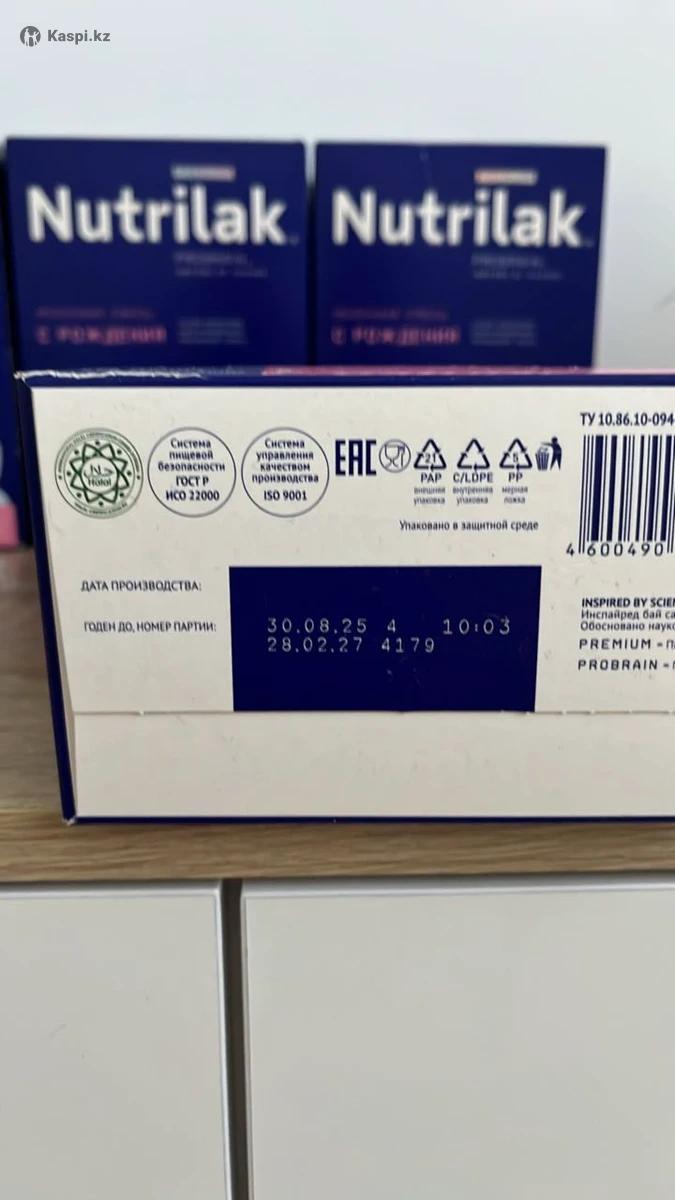 Kaspi.kz
Nutrilak
Nutrilak
С РОЖДЕНИЯ
С РОЖДЕНИЯ
Halal
Система
пищевой
безопасности
ГОСТ Р
ИСО 22000
Система
управления
качеством
производства
ISO 9001
EAC
21
PAP
внешняя
упаковка
C/LDPE
внутренняя
упаковка
5
PP
мерная
ложка
Упаковано в защитной среде
ТУ 10.86.10-094
4 600490
ДАТА ПРОИЗВОДСТВА:
ГОДЕН ДО, НОМЕР ПАРТИИ:
30.08.25 4 10:03
28.02.27 4179
INSPIRED BY SCIEN
Инспайред бай са
Обосновано науко
PREMIUM =
PROBRAIN =